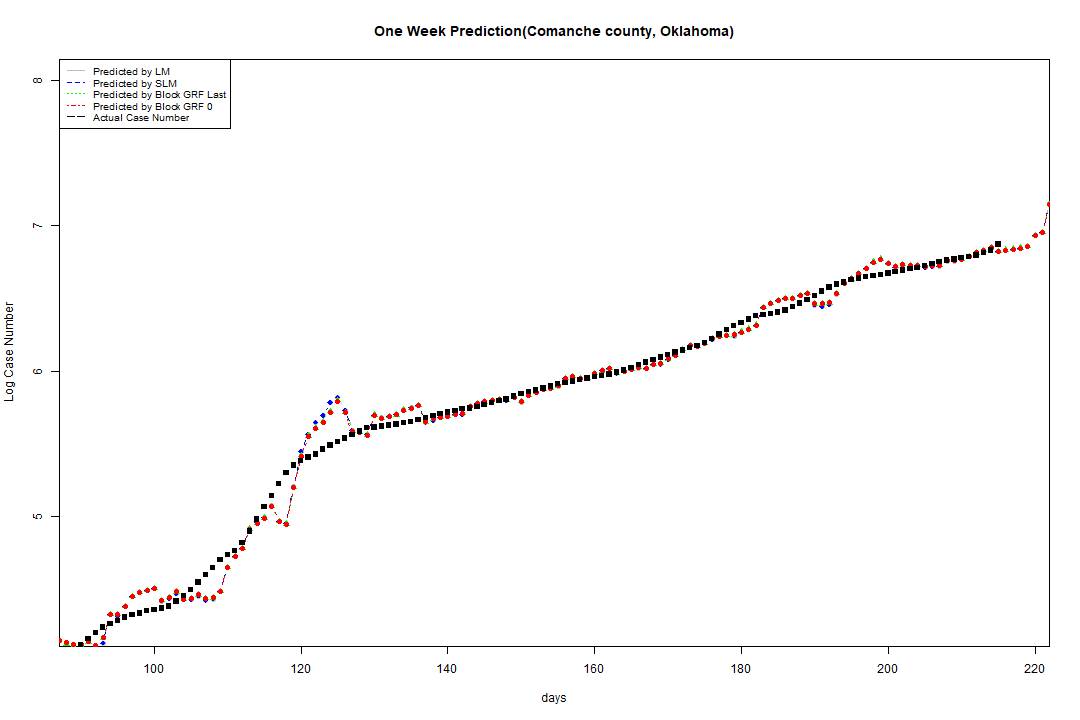 One Week Prediction(Comanche county, Oklahoma)
Predicted by LM
Predicted by SLM
Predicted by Block GRF Last
Predicted by Block GRF 0
Actual Case Number
8
7
6
5
Log Case Number
100 120 140 160 180 200 220
days